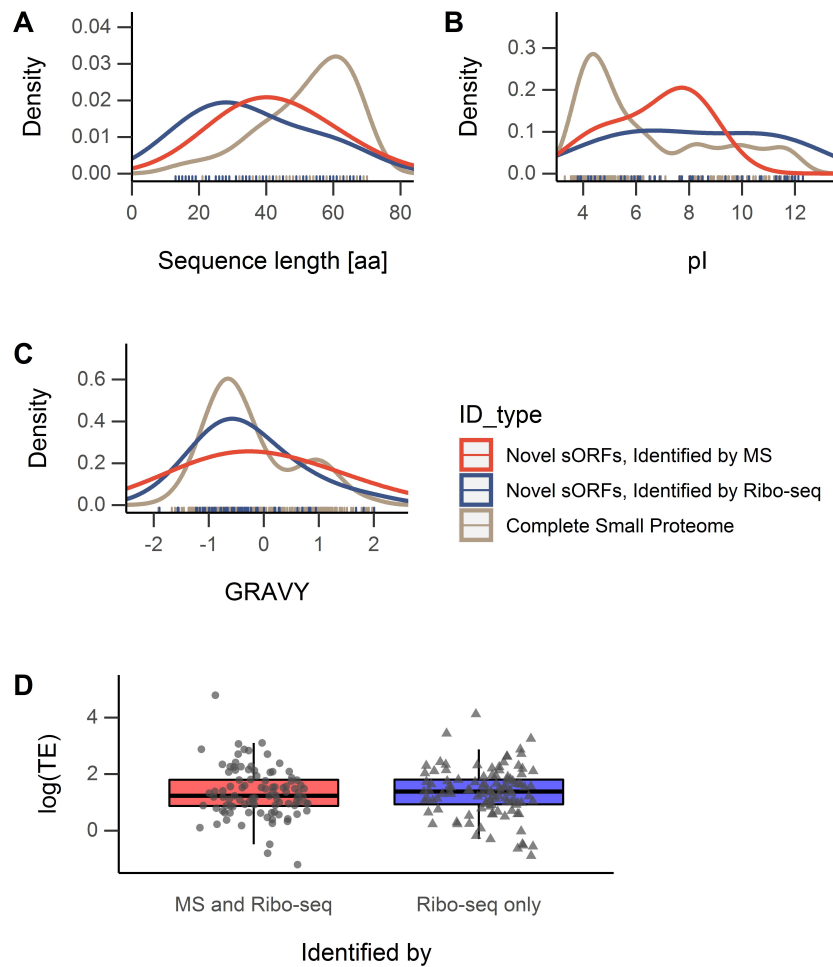 A
Density
0.04
0.03
0.02
0.01
0.00
0 20 40 60 80
Sequence length [aa]
B
Density
0.3
0.2
0.1
0.0
4 6 8 10 12
pI
C
Density
0.6
0.4
0.2
0.0
-2 -1 0 1 2
GRAVY
ID_type
Novel sORFs, Identified by MS
Novel sORFs, Identified by Ribo-seq
Complete Small Proteome
D
log(TE)
4
2
0
MS and Ribo-seq Ribo-seq only
Identified by